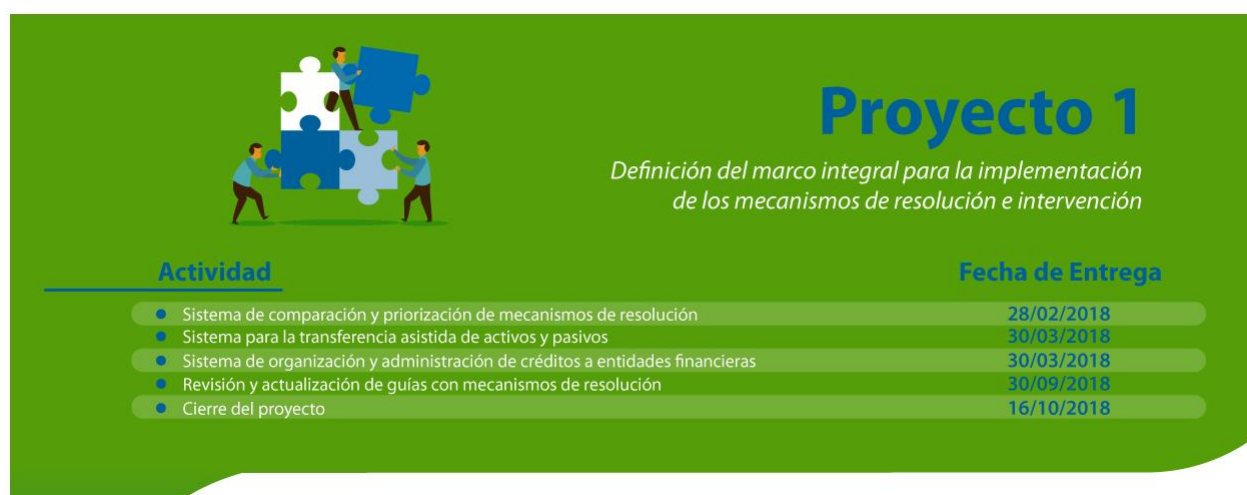 Proyecto 1
Definición del marco integral para la implementación
de los mecanismos de resolución e intervención
Actividad Fecha de Entrega
Sistema de comparación y priorización de mecanismos de resolución 28/02/2018
Sistema para la transferencia asistida de activos y pasivos 30/03/2018
Sistema de organización y administración de créditos a entidades financieras 30/03/2018
Revisión y actualización de guías con mecanismos de resolución 30/09/2018
Cierre del proyecto 16/10/2018